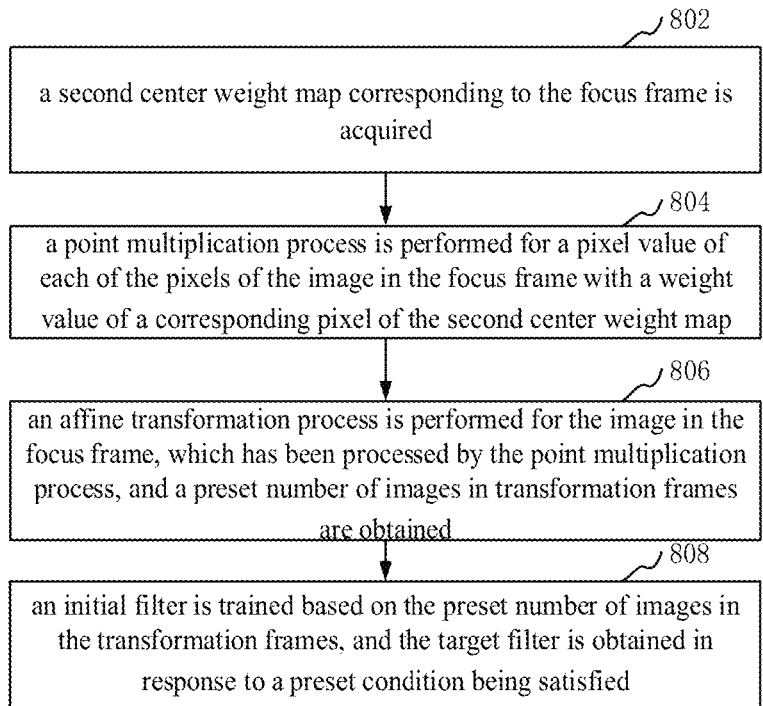 802
a second center weight map corresponding to the focus frame is
acquired
804
a point multiplication process is performed for a pixel value of
each of the pixels of the image in the focus frame with a weight
value of a corresponding pixel of the second center weight map
806
an affine transformation process is performed for the image in the
focus frame, which has been processed by the point multiplication
process, and a preset number of images in transformation frames
are obtained
808
an initial filter is trained based on the preset number of images in
the transformation frames, and the target filter is obtained in
response to a preset condition being satisfied